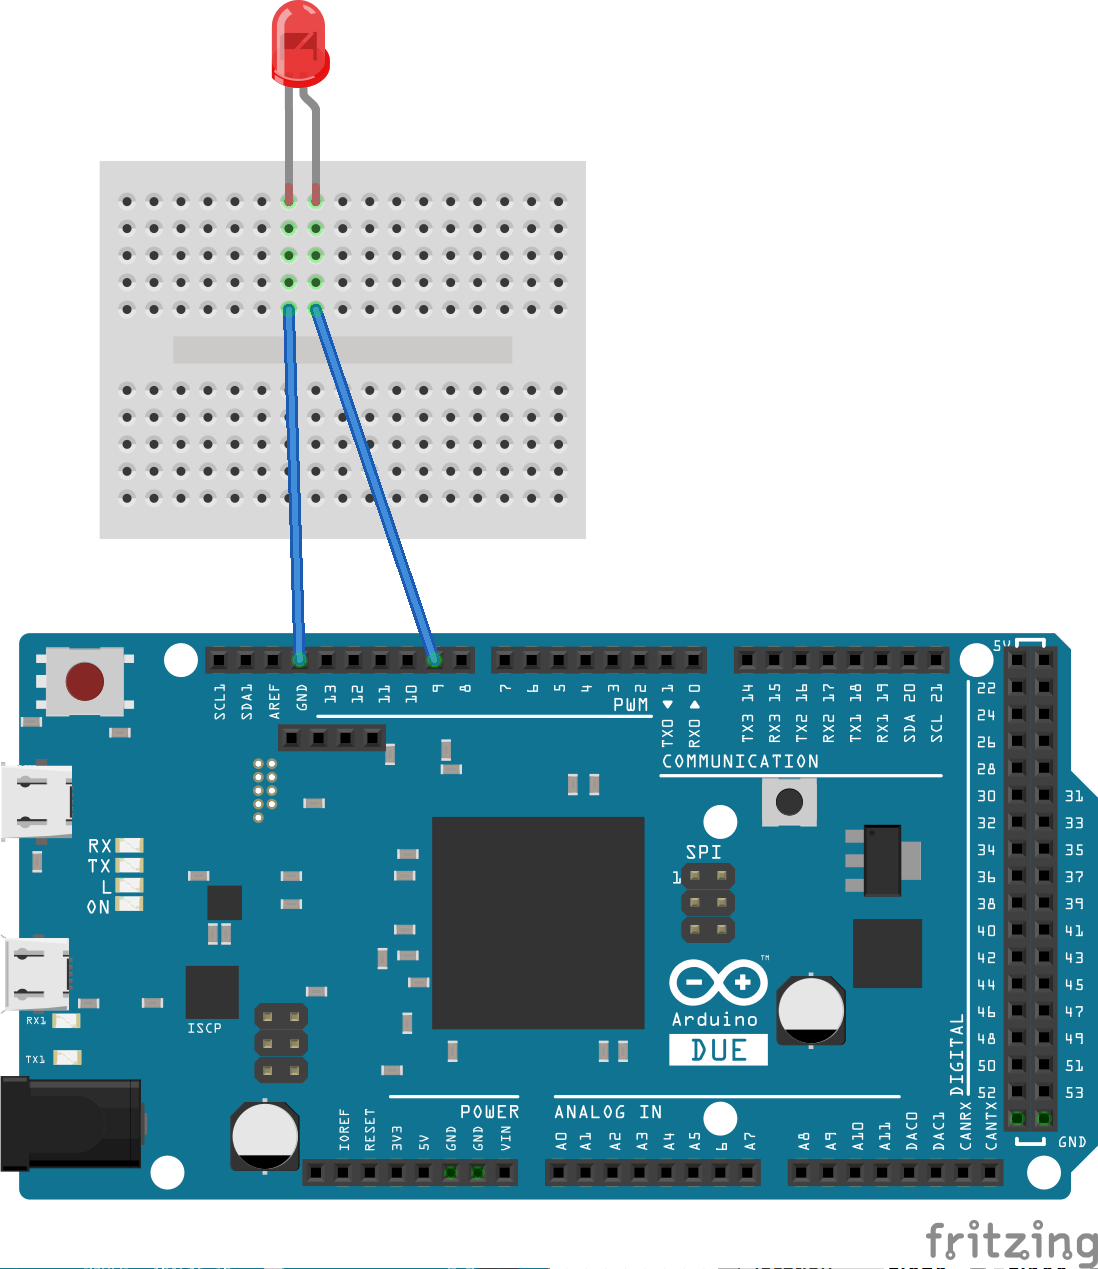 5V
SCL1 SDA1 AREF GND 13 12 11 10 9 8 7 6 5 4 3 2 TX0 ◀ 1 RX0 ▶ 0 TX3 14 RX3 15 TX2 16 RX2 17 TX1 18 RX1 19 SDA 20 SCL 21
PWM
COMMUNICATION
22
24
26
28
30 31
32 33
34 35
36 37
38 39
40 41
42 43
44 45
46 47
48 49
50 51
52 53
DIGITAL
RX
TX
L
ON
SPI
1
TM
Arduino
DUE
RX1
ISCP
TX1
POWER
ANALOG IN
IOREF RESET 3V3 5V GND GND VIN A0 A1 A2 A3 A4 A5 6 A7 A8 A9 A10 A11 DAC0 DAC1 CANRX CANTX
GND
fritzing